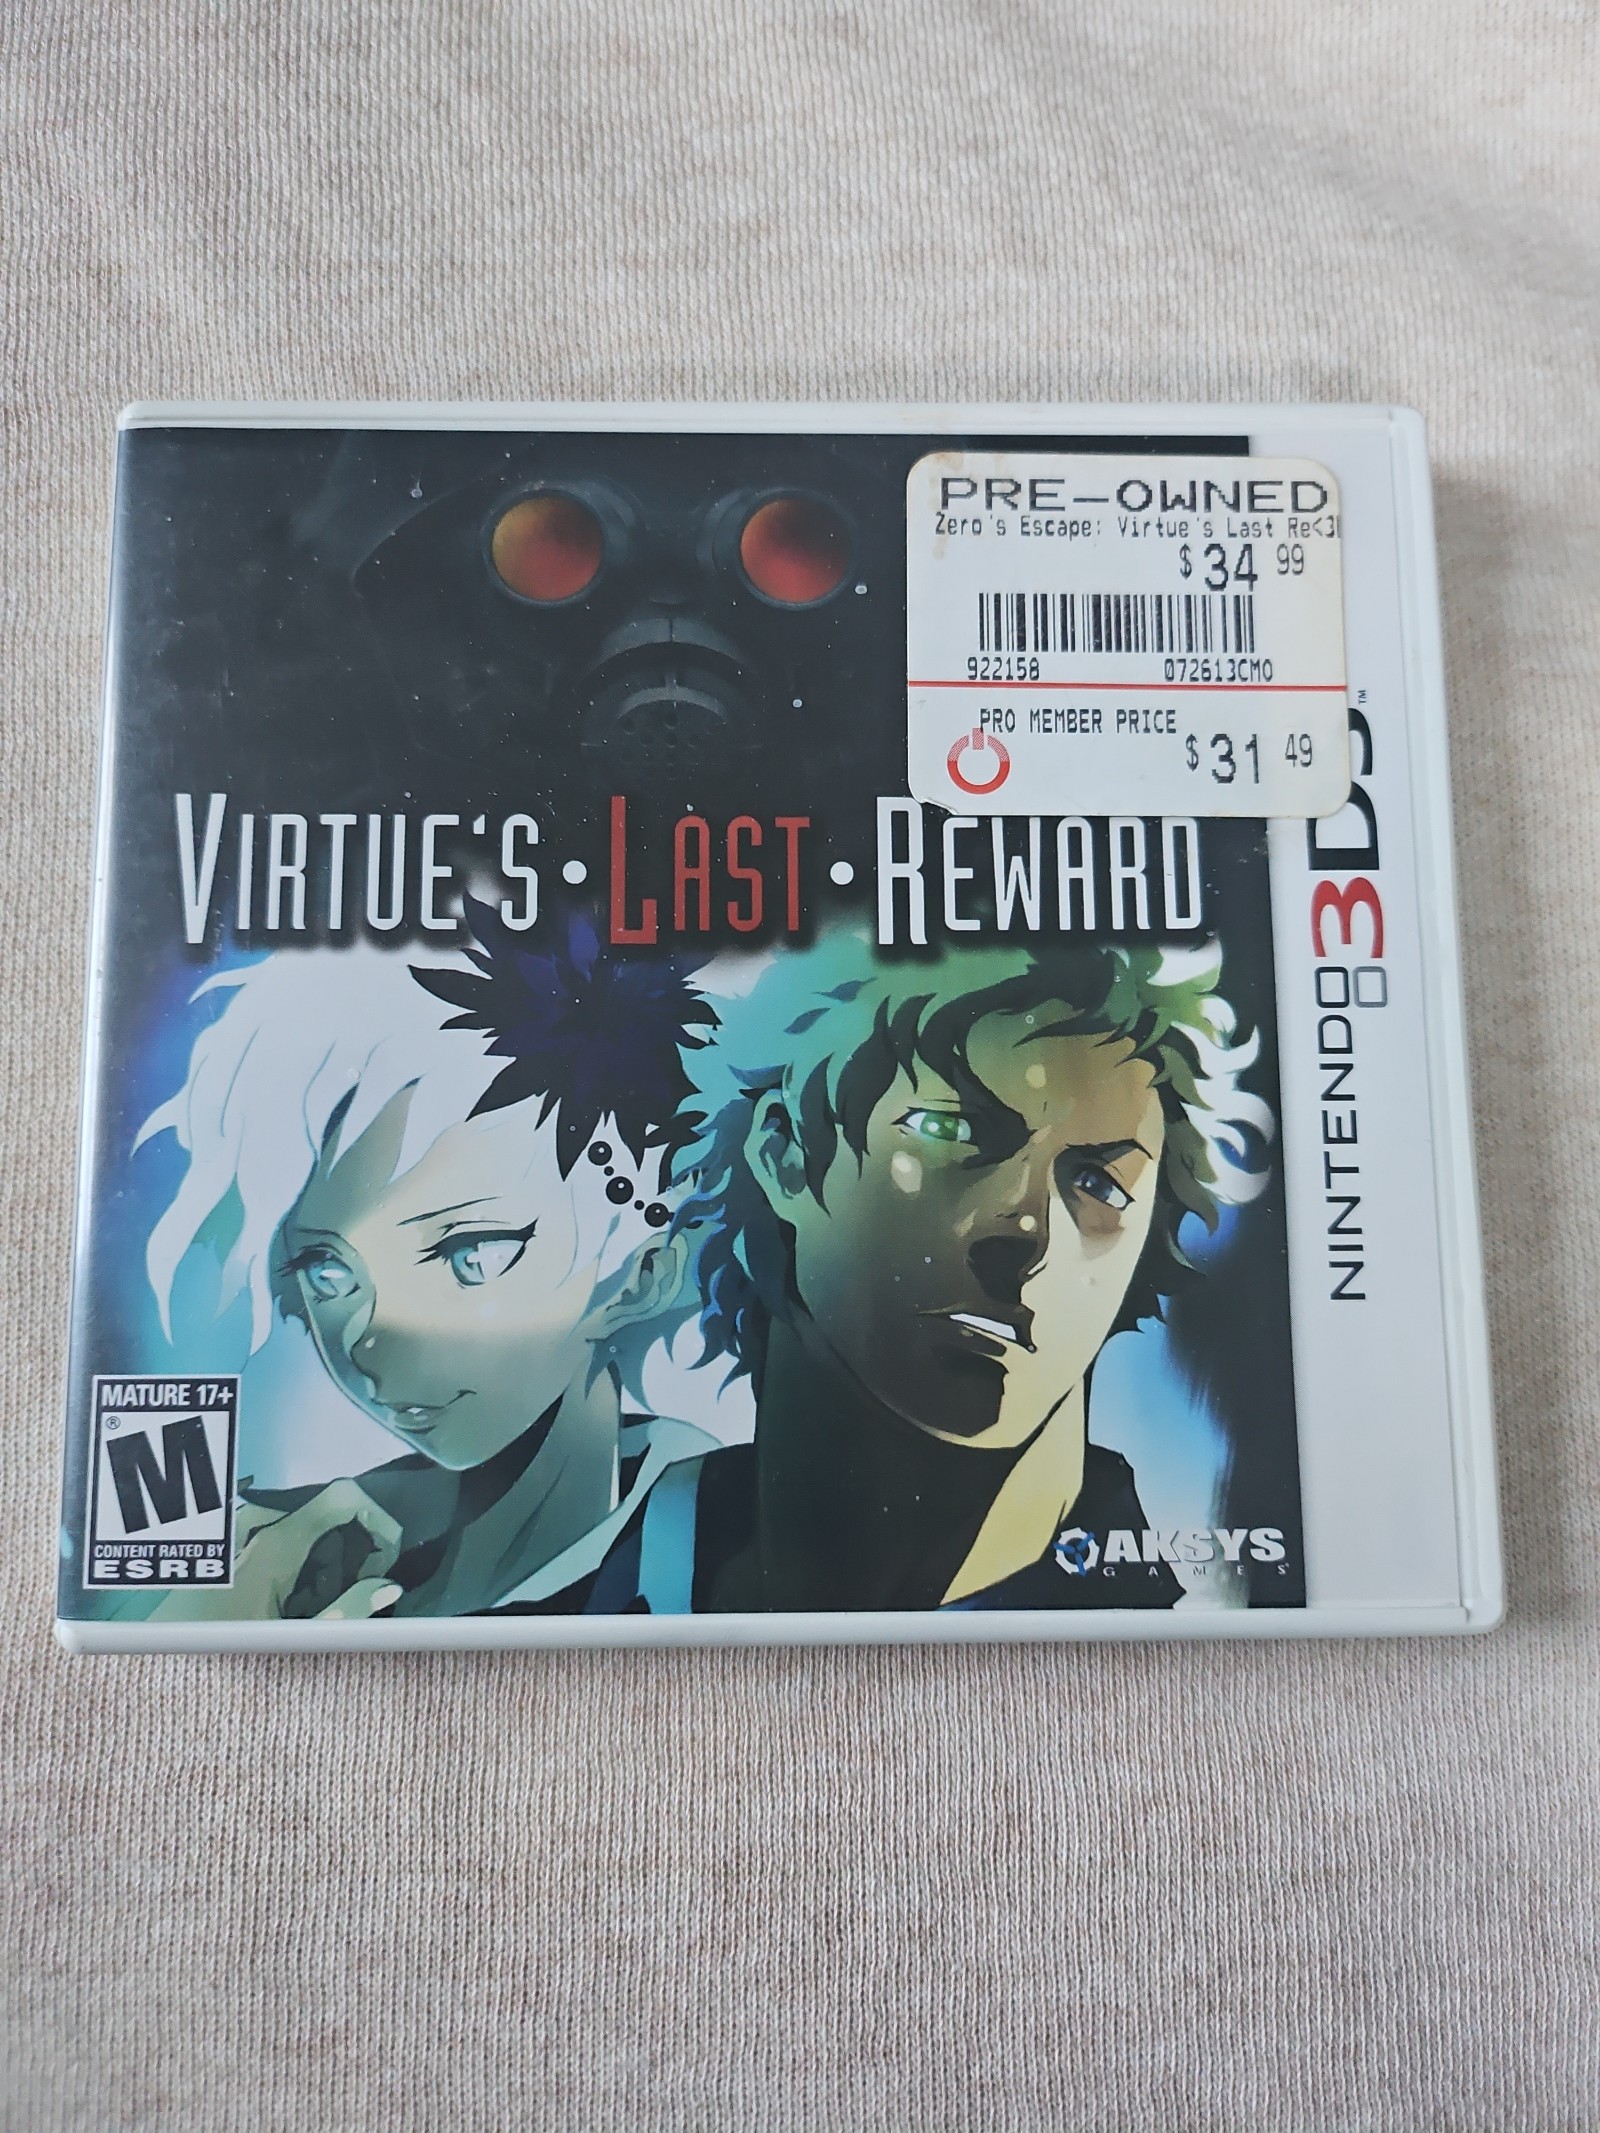 PRE-OWNED
Zero's Escape: Virtue's Last Re<3
$34 99
922158 072613CMO
PRO MEMBER PRICE
$31 49
VIRTUE'S·LAST·REWARD
NINTENDO 3DS™
MATURE 17+
M®
CONTENT RATED BY
ESRB
AKSYS
GAMES